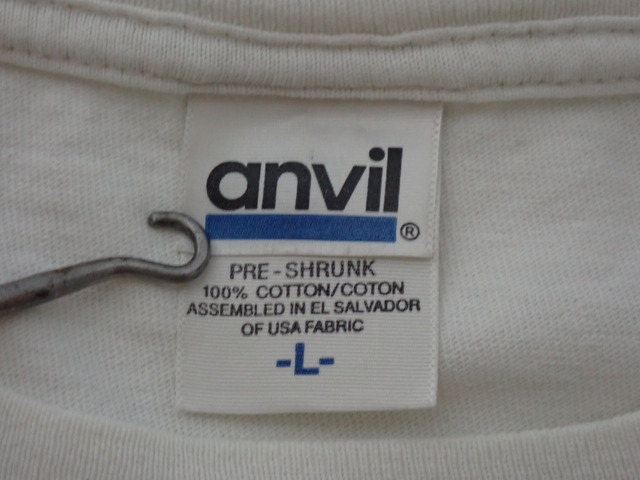 anvil
®
PRE-SHRUNK
100% COTTON/COTON
ASSEMBLED IN EL SALVADOR
OF USA FABRIC
-L-